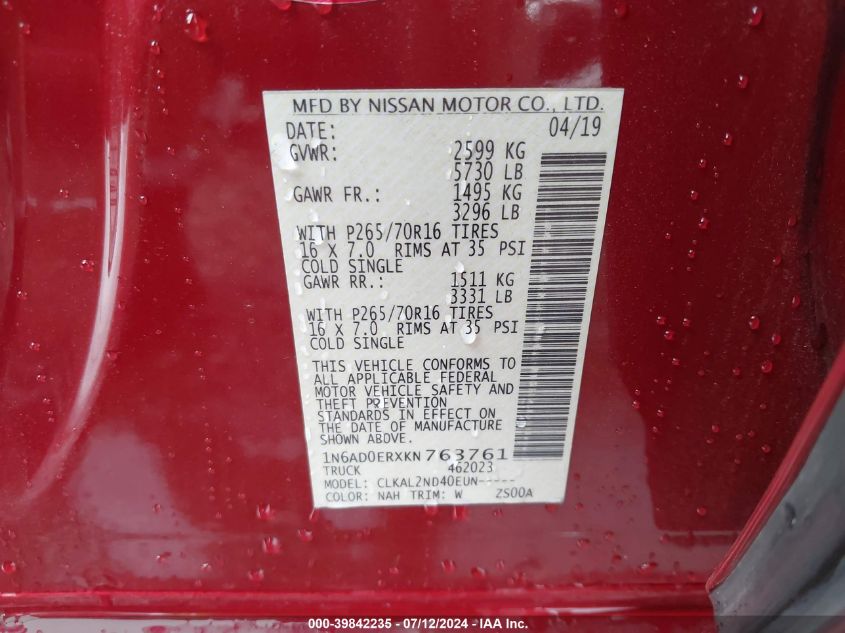 MFD BY NISSAN MOTOR CO., LTD.
DATE: 04/19
GVWR: 2599 KG
5730 LB
GAWR FR.: 1495 KG
3296 LB
WITH P265/70R16 TIRES
16 X 7.0 RIMS AT 35 PSI
COLD SINGLE
GAWR RR.: 1511 KG
3331 LB
WITH P265/70R16 TIRES
16 X 7.0 RIMS AT 35 PSI
COLD SINGLE
THIS VEHICLE CONFORMS TO
ALL APPLICABLE FEDERAL
MOTOR VEHICLE SAFETY AND
THEFT PREVENTION
STANDARDS IN EFFECT ON
THE DATE OF MANUFACTURE
SHOWN ABOVE.
1N6AD0ERXKN763761
TRUCK 462023
MODEL: CLKAL2ND40EUN-----
COLOR: NAH TRIM: W ZS00A
000-39842235 - 07/12/2024 - IAA Inc.